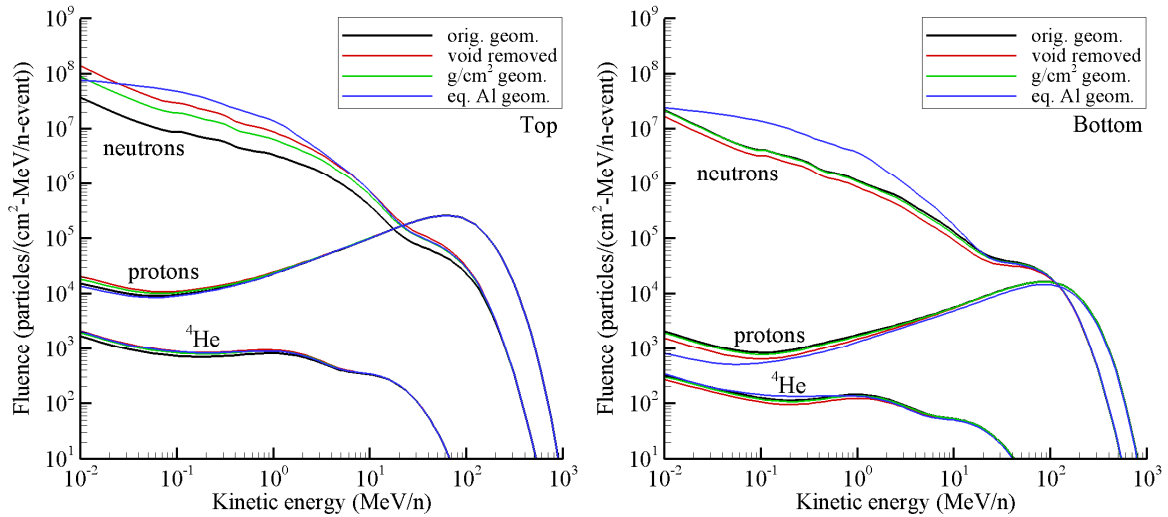 Fluence (particles/(cm²-MeV/n-event))
10⁹
10⁸
10⁷
10⁶
10⁵
10⁴
10³
10²
10¹
orig. geom.
void removed
g/cm² geom.
eq. Al geom.
Top
neutrons
protons
⁴He
10⁻² 10⁻¹ 10⁰ 10¹ 10² 10³
Kinetic energy (MeV/n)
Fluence (particles/(cm²-MeV/n-event))
10⁹
10⁸
10⁷
10⁶
10⁵
10⁴
10³
10²
10¹
orig. geom.
void removed
g/cm² geom.
eq. Al geom.
Bottom
neutrons
protons
⁴He
10⁻² 10⁻¹ 10⁰ 10¹ 10² 10³
Kinetic energy (MeV/n)